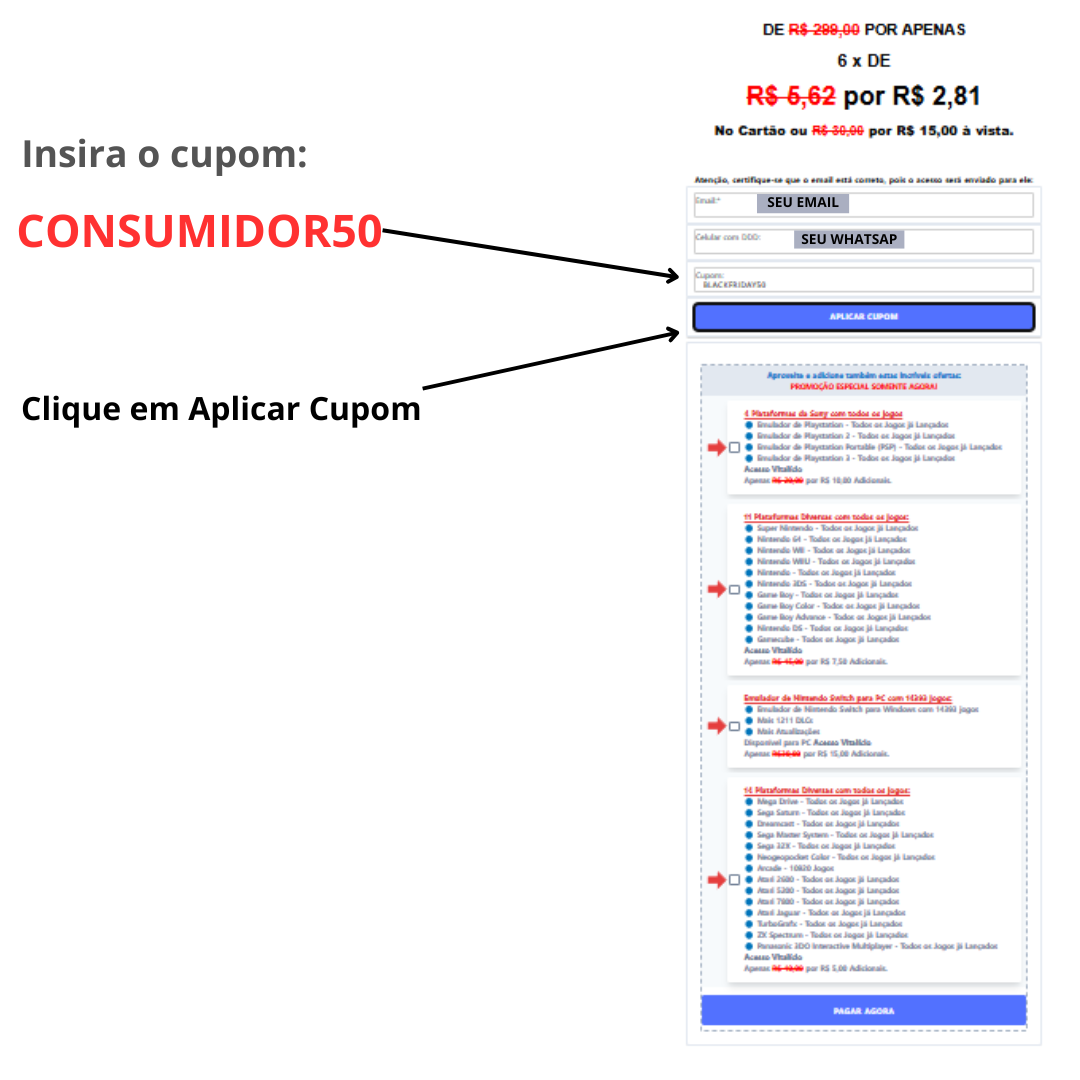 DE R$ 299,00 POR APENAS
6 x DE
R$ 5,62 por R$ 2,81
No Cartão ou R$ 30,00 por R$ 15,00 à vista.
Insira o cupom:
CONSUMIDOR50
Clique em Aplicar Cupom
Atenção, certifique-se que o email está correto, pois o acesso será enviado para ele:
Email:*
SEU EMAIL
Celular com DDD:
SEU WHATSAP
Cupom:
BLACKFRIDAY50
APLICAR CUPOM
Aproveite e adicione também estas incríveis ofertas:
PROMOÇÃO ESPECIAL SOMENTE AGORA!
4 Plataformas da Sony com todos os Jogos
Emulador de Playstation - Todos os Jogos já Lançados
Emulador de Playstation 2 - Todos os Jogos já Lançados
Emulador de Playstation Portable (PSP) - Todos os Jogos já Lançados
Emulador de Playstation 3 - Todos os Jogos já Lançados
Acesso Vitalício
Apenas R$ 20,00 por R$ 10,00 Adicionais.
11 Plataformas Diversas com todos os Jogos:
Super Nintendo - Todos os Jogos já Lançados
Nintendo 64 - Todos os Jogos já Lançados
Nintendo WII - Todos os Jogos já Lançados
Nintendo WIIU - Todos os Jogos já Lançados
Nintendo - Todos os Jogos já Lançados
Nintendo 3DS - Todos os Jogos já Lançados
Game Boy - Todos os Jogos já Lançados
Game Boy Color - Todos os Jogos já Lançados
Game Boy Advance - Todos os Jogos já Lançados
Nintendo DS - Todos os Jogos já Lançados
Gamecube - Todos os Jogos já Lançados
Acesso Vitalício
Apenas R$ 15,00 por R$ 7,50 Adicionais.
Emulador de Nintendo Switch para PC com 14393 Jogos:
Emulador de Nintendo Switch para Windows com 14393 jogos
Mais 1211 DLCs
Mais Atualizações
Disponível para PC Acesso Vitalício
Apenas R$30,00 por R$ 15,00 Adicionais.
14 Plataformas Diversas com todos os Jogos:
Mega Drive - Todos os Jogos já Lançados
Sega Saturn - Todos os Jogos já Lançados
Dreamcast - Todos os Jogos já Lançados
Sega Master System - Todos os Jogos já Lançados
Sega 32X - Todos os Jogos já Lançados
Neogeopocket Color - Todos os Jogos já Lançados
Arcade - 10820 Jogos
Atari 2600 - Todos os Jogos já Lançados
Atari 5200 - Todos os Jogos já Lançados
Atari 7800 - Todos os Jogos já Lançados
Atari Jaguar - Todos os Jogos já Lançados
TurboGrafx - Todos os Jogos já Lançados
ZX Spectrum - Todos os Jogos já Lançados
Panasonic 3DO Interactive Multiplayer - Todos os Jogos já Lançados
Acesso Vitalício
Apenas R$ 10,00 por R$ 5,00 Adicionais.
PAGAR AGORA